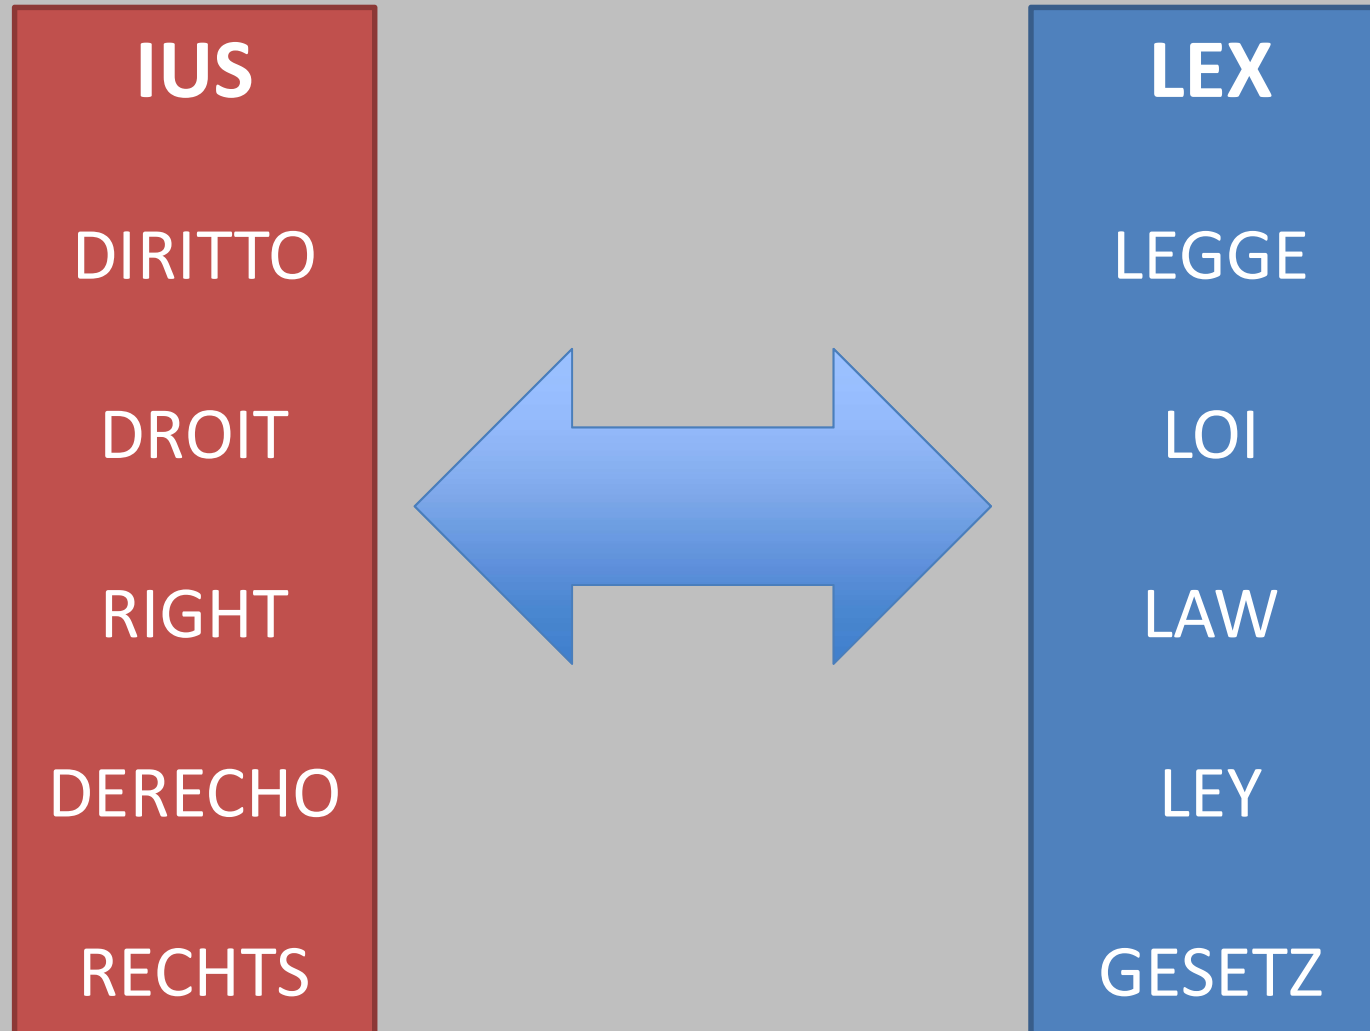 IUS
DIRITTO
DROIT
RIGHT
DERECHO
RECHTS
LEX
LEGGE
LOI
LAW
LEY
GESETZ